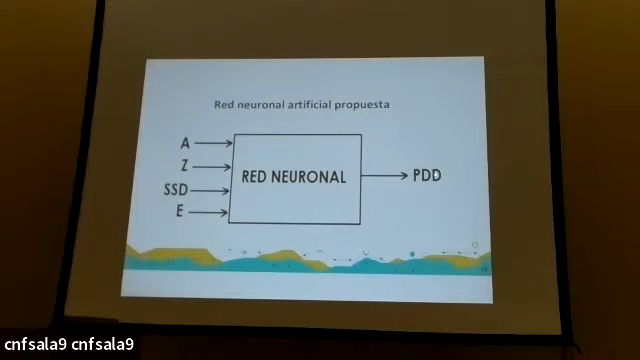 Red neuronal artificial propuesta
A
Z
SSD
E
RED NEURONAL
PDD
cnfsala9 cnfsala9